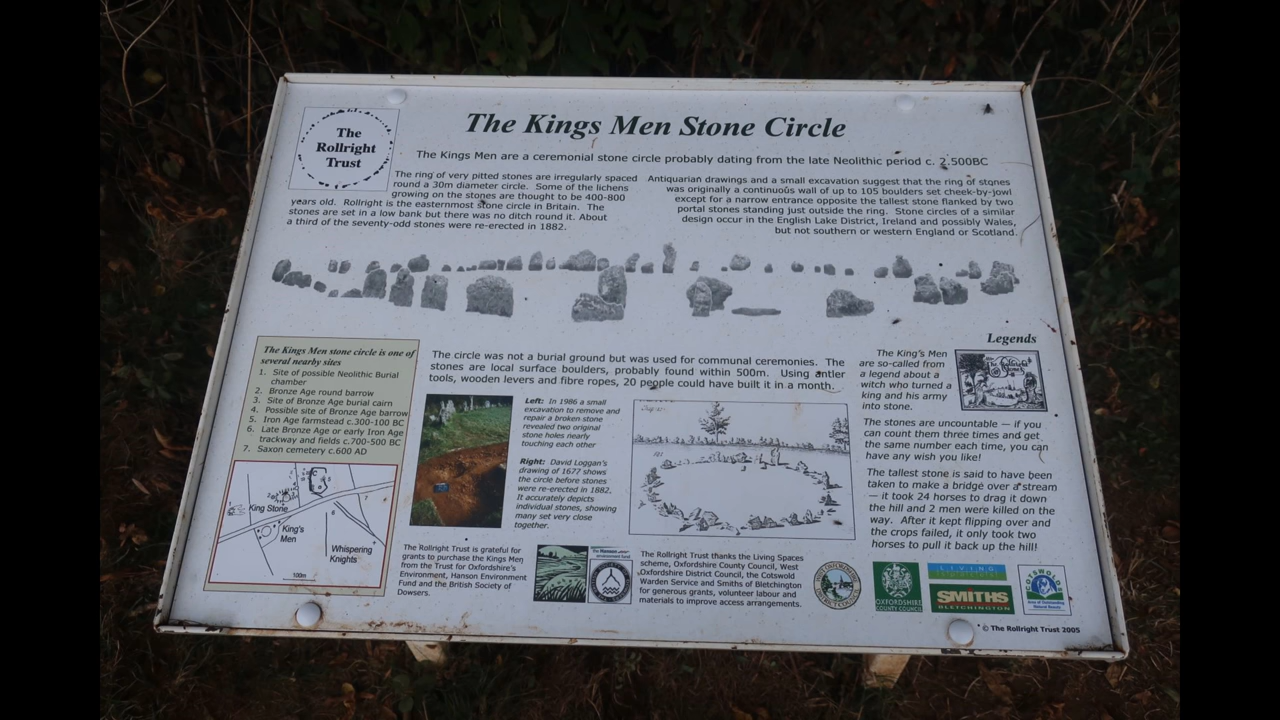 The Kings Men Stone Circle
The
Rollright
Trust
The Kings Men are a ceremonial stone circle probably dating from the late Neolithic period c. 2,500BC
The ring of very pitted stones are irregularly spaced
round a 30m diameter circle. Some of the lichens
growing on the stones are thought to be 400-800
years old. Rollright is the easternmost stone circle in Britain. The
stones are set in a low bank but there was no ditch round it. About
a third of the seventy-odd stones were re-erected in 1882.
Antiquarian drawings and a small excavation suggest that the ring of stones
was originally a continuous wall of up to 105 boulders set cheek-by-jowl
except for a narrow entrance opposite the tallest stone flanked by two
portal stones standing just outside the ring. Stone circles of a similar
design occur in the English Lake District, Ireland and possibly Wales,
but not southern or western England or Scotland.
The Kings Men stone circle is one of
several nearby sites
1. Site of possible Neolithic Burial
chamber
2. Bronze Age round barrow
3. Site of Bronze Age burial cairn
4. Possible site of Bronze Age barrow
5. Iron Age farmstead c.300-100 BC
6. Late Bronze Age or early Iron Age
trackway and fields c.700-500 BC
7. Saxon cemetery c.600 AD
King Stone
King's
Men
Whispering
Knights
100m
The circle was not a burial ground but was used for communal ceremonies. The
stones are local surface boulders, probably found within 500m. Using antler
tools, wooden levers and fibre ropes, 20 people could have built it in a month.
Left: In 1986 a small
excavation to remove and
repair a broken stone
revealed two original
stone holes nearly
touching each other
Right: David Loggan's
drawing of 1677 shows
the circle before stones
were re-erected in 1882.
It accurately depicts
individual stones, showing
many set very close
together.
Legends
The King's Men
are so-called from
a legend about a
witch who turned a
king and his army
into stone.
The stones are uncountable — if you
can count them three times and get
the same number each time, you can
have any wish you like!
The tallest stone is said to have been
taken to make a bridge over a stream
— it took 24 horses to drag it down
the hill and 2 men were killed on the
way. After it kept flipping over and
the crops failed, it only took two
horses to pull it back up the hill!
The Rollright Trust is grateful for
grants to purchase the Kings Men
from the Trust for Oxfordshire's
Environment, Hanson Environment
Fund and the British Society of
Dowsers.
The Rollright Trust thanks the Living Spaces
scheme, Oxfordshire County Council, West
Oxfordshire District Council, the Cotswold
Warden Service and Smiths of Bletchington
for generous grants, volunteer labour and
materials to improve access arrangements.
OXFORDSHIRE
COUNTY COUNCIL
LIVING
SMITHS
BLETCHINGTON
COTSWOLDS
Area of Outstanding
Natural Beauty
© The Rollright Trust 2005